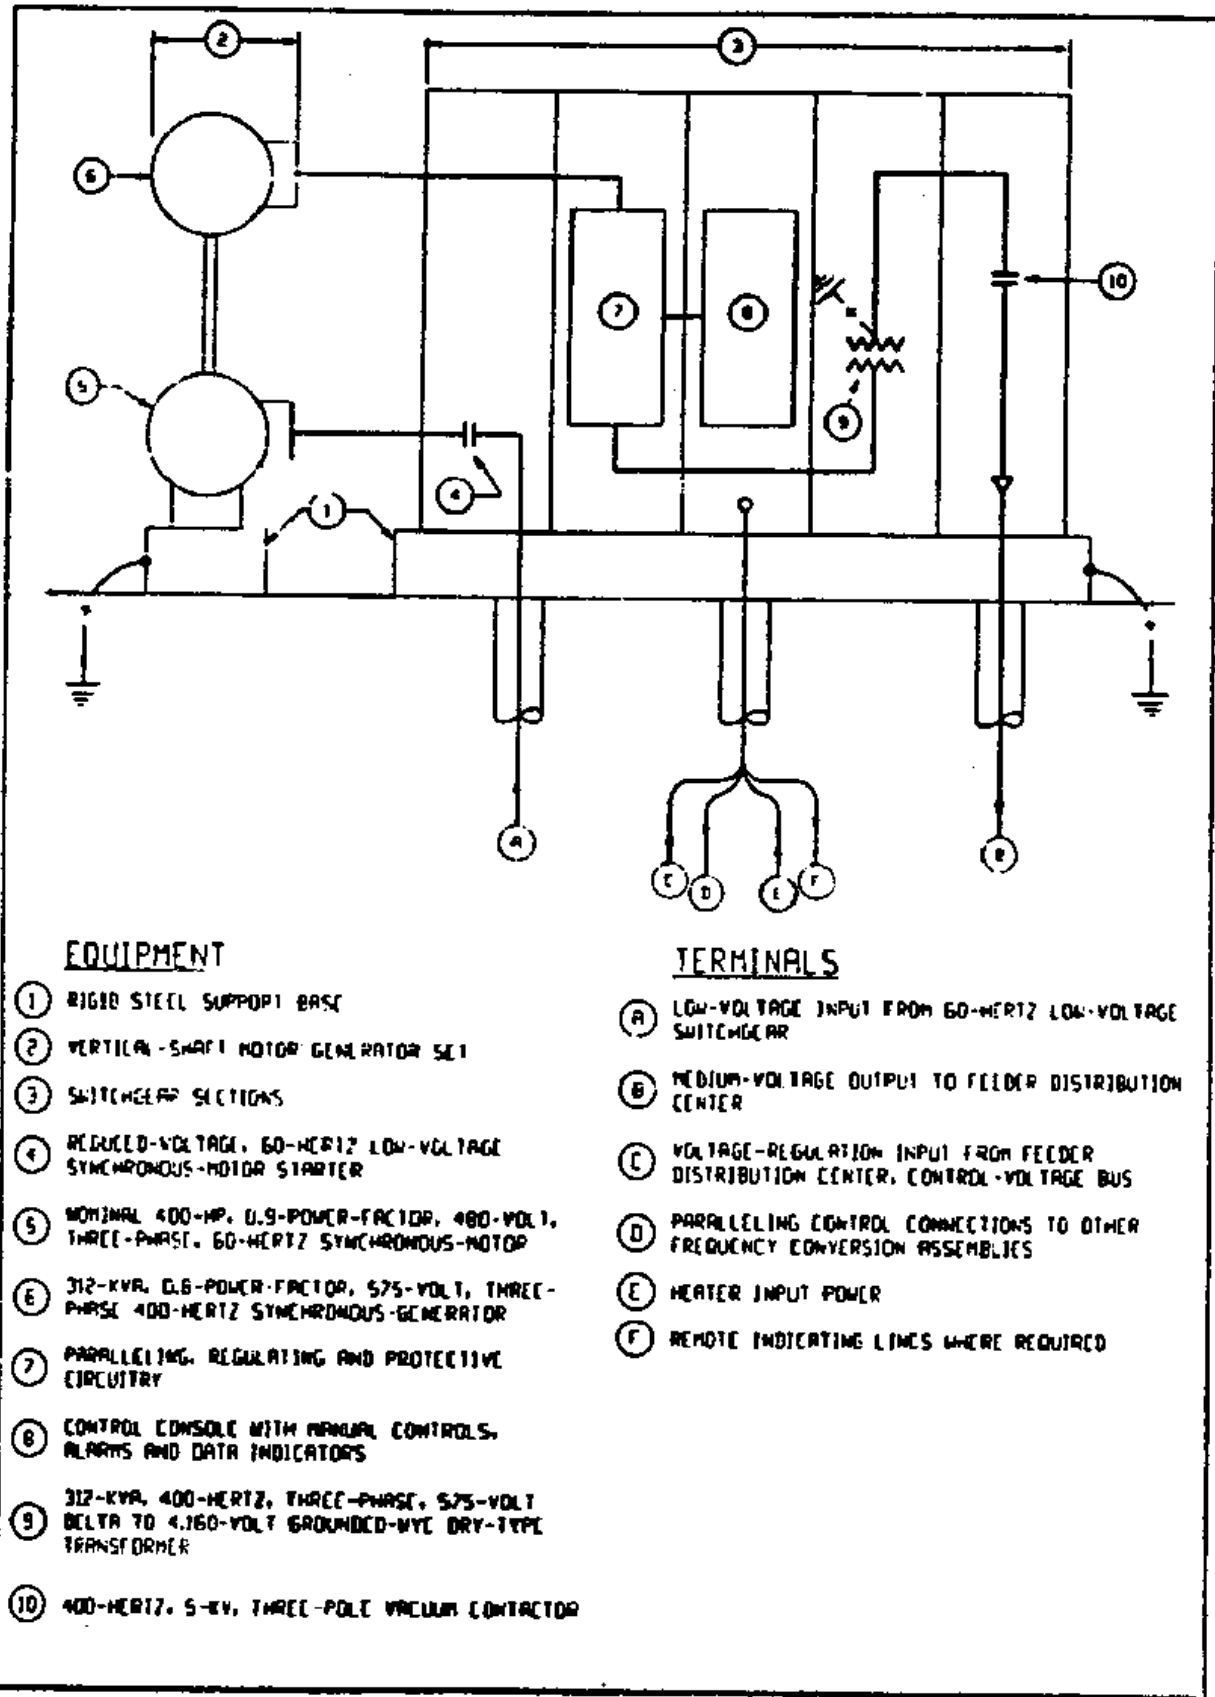 2
3
6
7
8
10
5
9
4
1
A
B
C
D
E
F
EQUIPMENT
1 RIGID STEEL SUPPORT BASE
2 VERTICAL-SHAFT MOTOR GENERATOR SET
3 SWITCHGEAR SECTIONS
4 REDUCED-VOLTAGE, 60-HERTZ LOW-VOLTAGE
SYNCHRONOUS-MOTOR STARTER
5 NOMINAL 400-HP, 0.9-POWER-FACTOR, 480-VOLT,
THREE-PHASE, 60-HERTZ SYNCHRONOUS-MOTOR
6 312-KVA, 0.8-POWER-FACTOR, 575-VOLT, THREE-
PHASE 400-HERTZ SYNCHRONOUS-GENERATOR
7 PARALLELING, REGULATING AND PROTECTIVE
CIRCUITRY
8 CONTROL CONSOLE WITH MANUAL CONTROLS,
ALARMS AND DATA INDICATORS
9 312-KVA, 400-HERTZ, THREE-PHASE, 575-VOLT
DELTA TO 4,160-VOLT GROUNDED-WYE DRY-TYPE
TRANSFORMER
10 400-HERTZ, 5-KV, THREE-POLE VACUUM CONTACTOR
TERMINALS
A LOW-VOLTAGE INPUT FROM 60-HERTZ LOW-VOLTAGE
SWITCHGEAR
B MEDIUM-VOLTAGE OUTPUT TO FEEDER DISTRIBUTION
CENTER
C VOLTAGE-REGULATION INPUT FROM FEEDER
DISTRIBUTION CENTER, CONTROL-VOLTAGE BUS
D PARALLELING CONTROL CONNECTIONS TO OTHER
FREQUENCY CONVERSION ASSEMBLIES
E HEATER INPUT POWER
F REMOTE INDICATING LINES WHERE REQUIRED